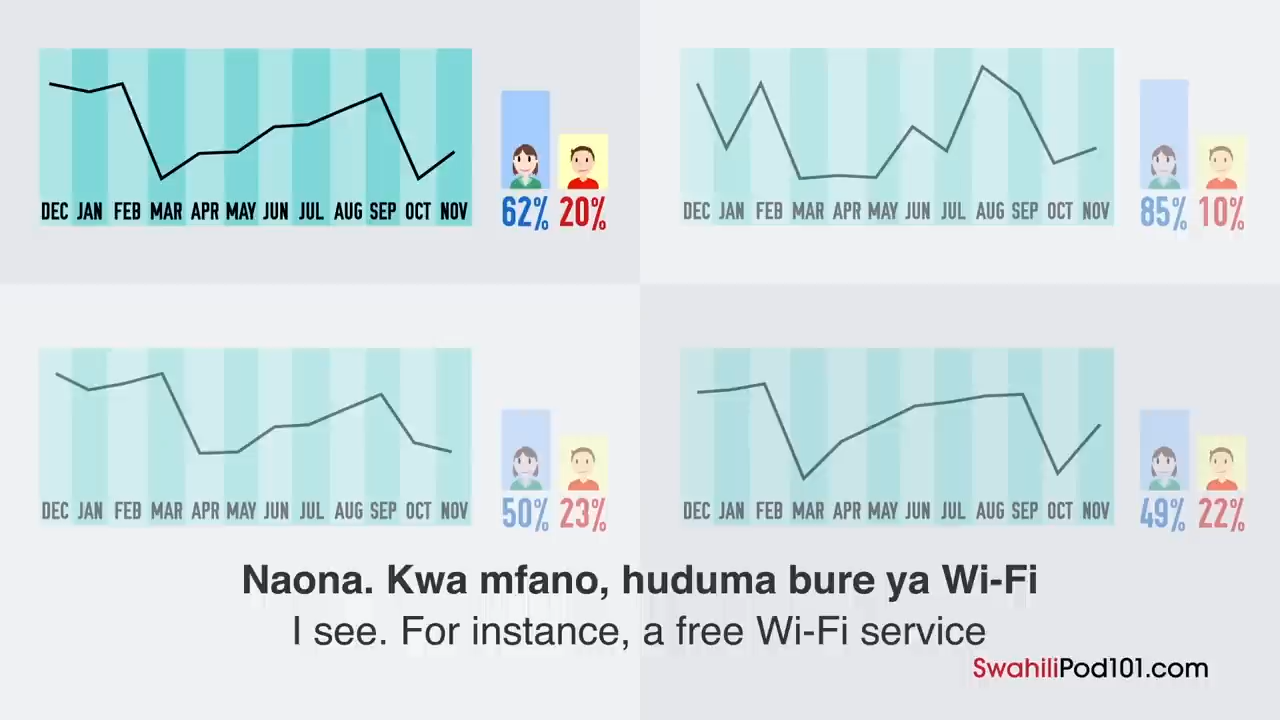 DEC JAN FEB MAR APR MAY JUN JUL AUG SEP OCT NOV
62% 20%
DEC JAN FEB MAR APR MAY JUN JUL AUG SEP OCT NOV
85% 10%
DEC JAN FEB MAR APR MAY JUN JUL AUG SEP OCT NOV
50% 23%
DEC JAN FEB MAR APR MAY JUN JUL AUG SEP OCT NOV
49% 22%
Naona. Kwa mfano, huduma bure ya Wi-Fi
I see. For instance, a free Wi-Fi service
SwahiliPod101.com